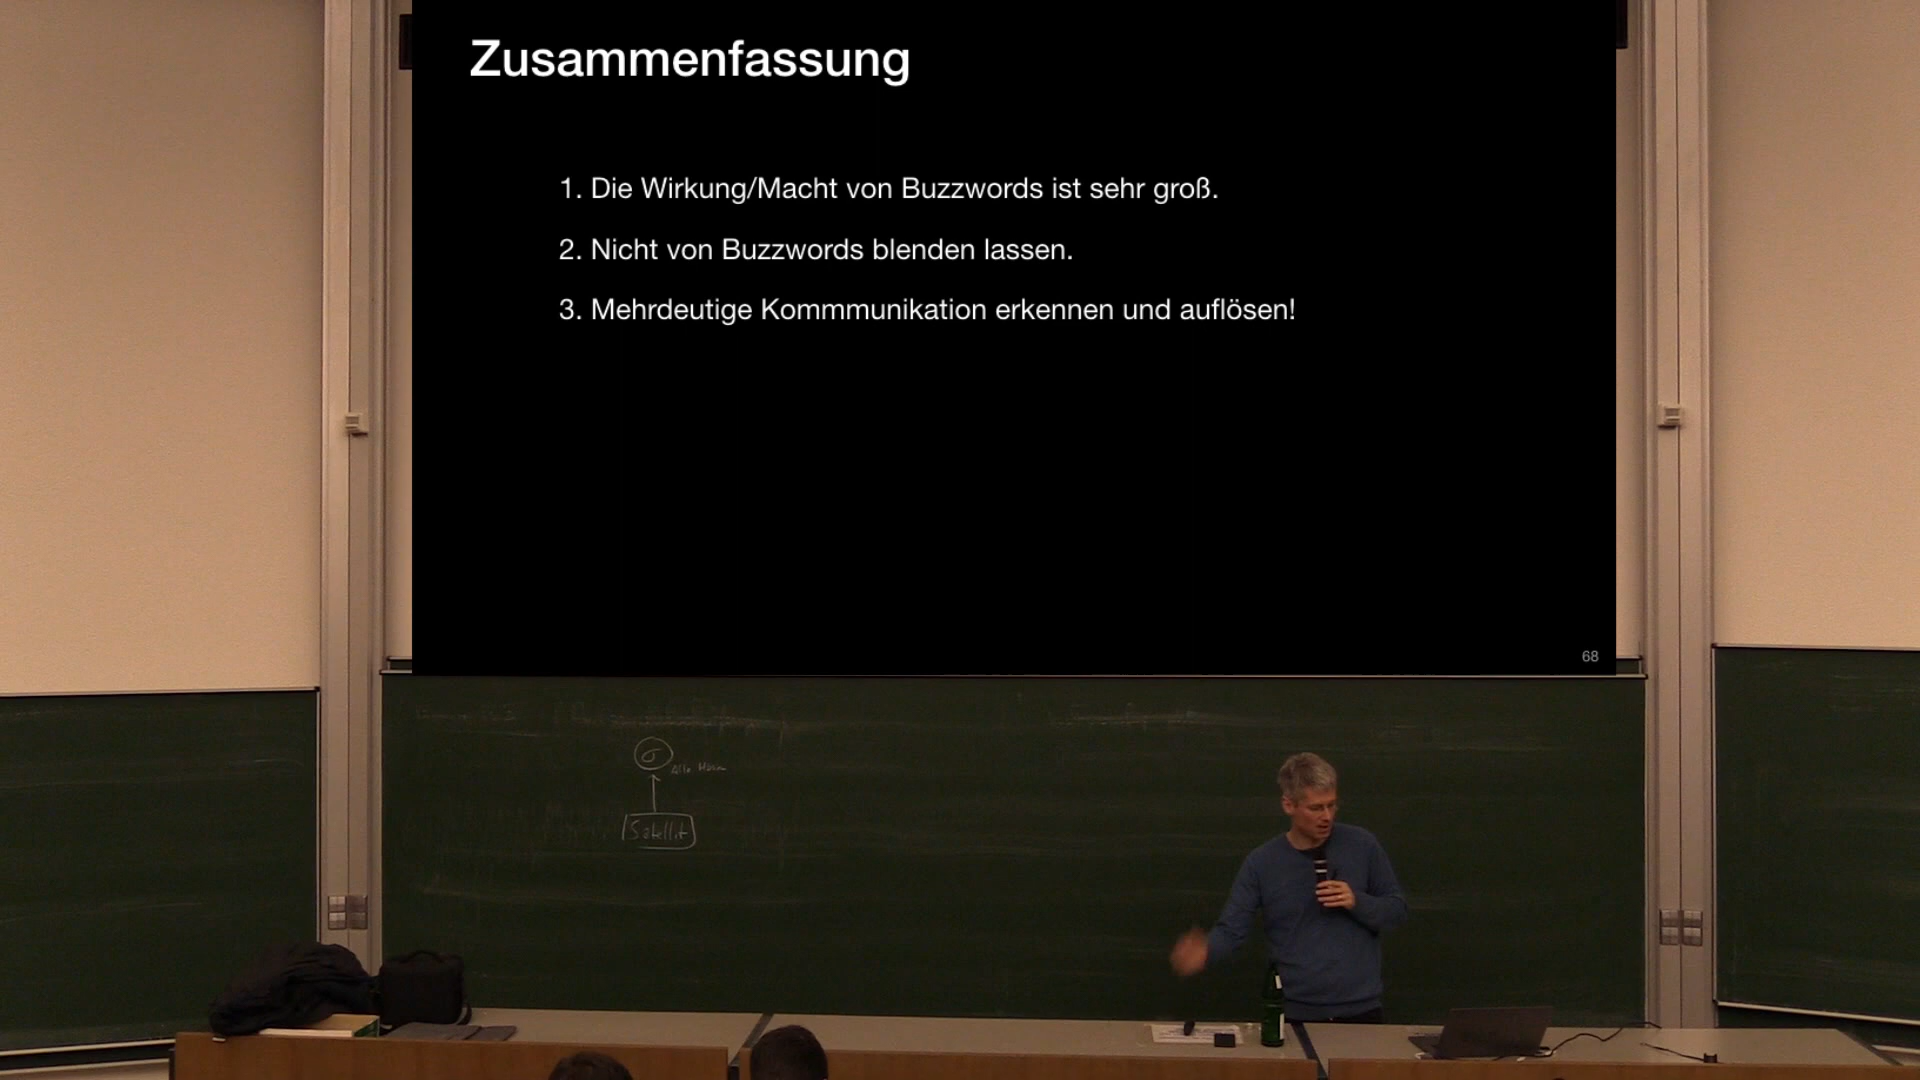 Zusammenfassung
1. Die Wirkung/Macht von Buzzwords ist sehr groß.
2. Nicht von Buzzwords blenden lassen.
3. Mehrdeutige Kommmunikation erkennen und auflösen!
68
σ
Satellit